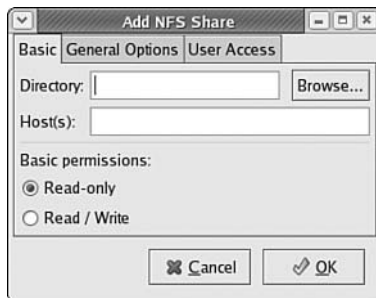 Add NFS Share
Basic General Options User Access
Directory: Browse...
Host(s):
Basic permissions:
Read-only
Read / Write
Cancel OK